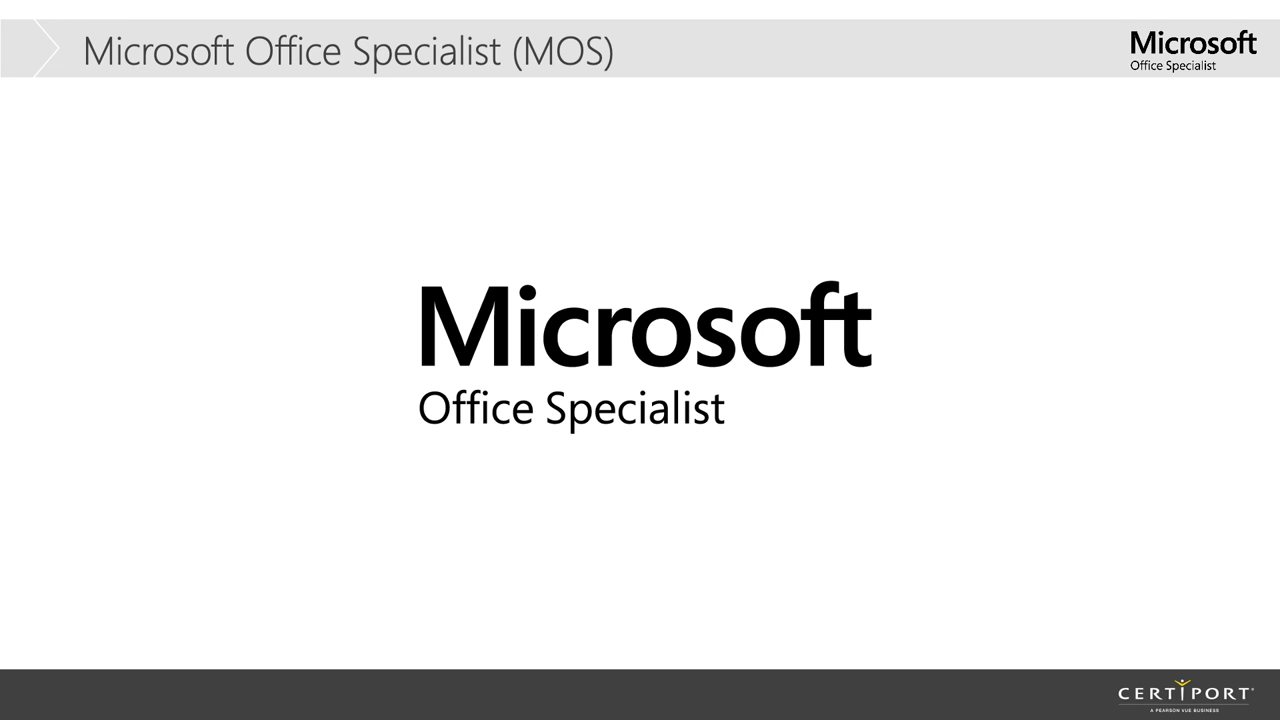 Microsoft Office Specialist (MOS)
Microsoft
Office Specialist
Microsoft
Office Specialist
CERTIPORT®
A PEARSON VUE BUSINESS